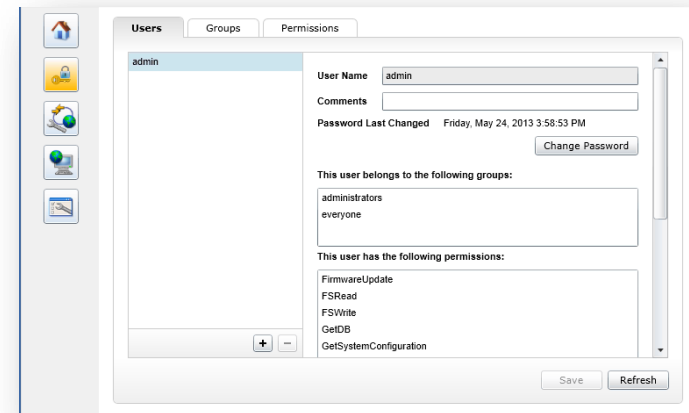 Users Groups Permissions
admin
User Name admin
Comments
Password Last Changed Friday, May 24, 2013 3:58:53 PM
Change Password
This user belongs to the following groups:
administrators
everyone
This user has the following permissions:
FirmwareUpdate
FSRead
FSWrite
GetDB
GetSystemConfiguration
+ −
Save Refresh